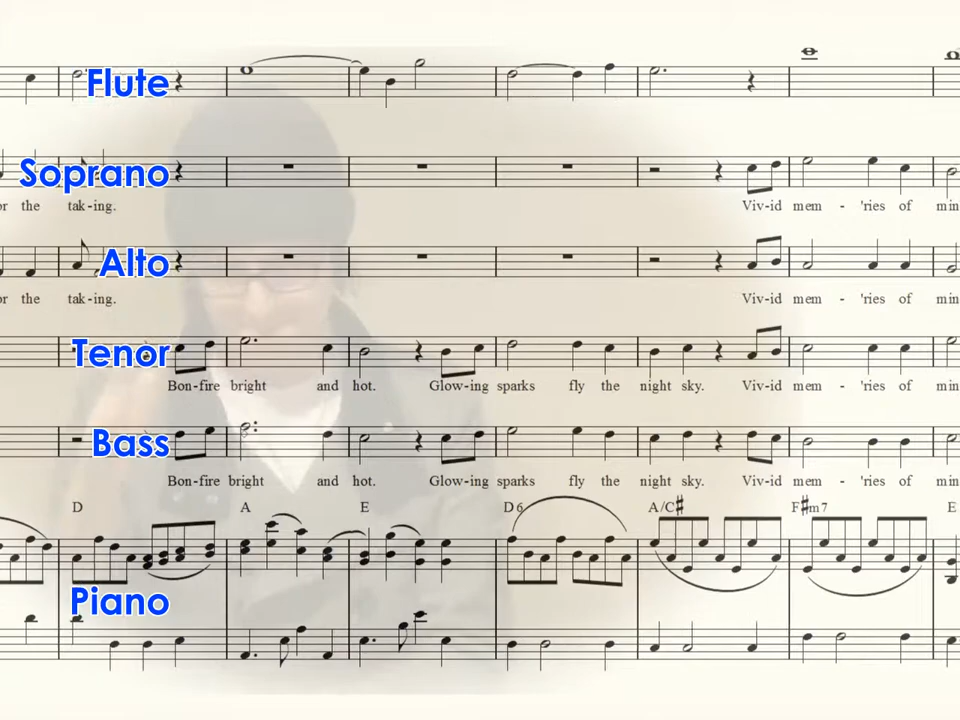 Flute
Soprano
or the tak-ing. Viv-id mem - 'ries of min
Alto
or the tak-ing. Viv-id mem - 'ries of min
Tenor
Bon-fire bright and hot. Glow-ing sparks fly the night sky. Viv-id mem - 'ries of min
Bass
Bon-fire bright and hot. Glow-ing sparks fly the night sky. Viv-id mem - 'ries of min
D A E D6 A/C♯ F♯m7 E
Piano